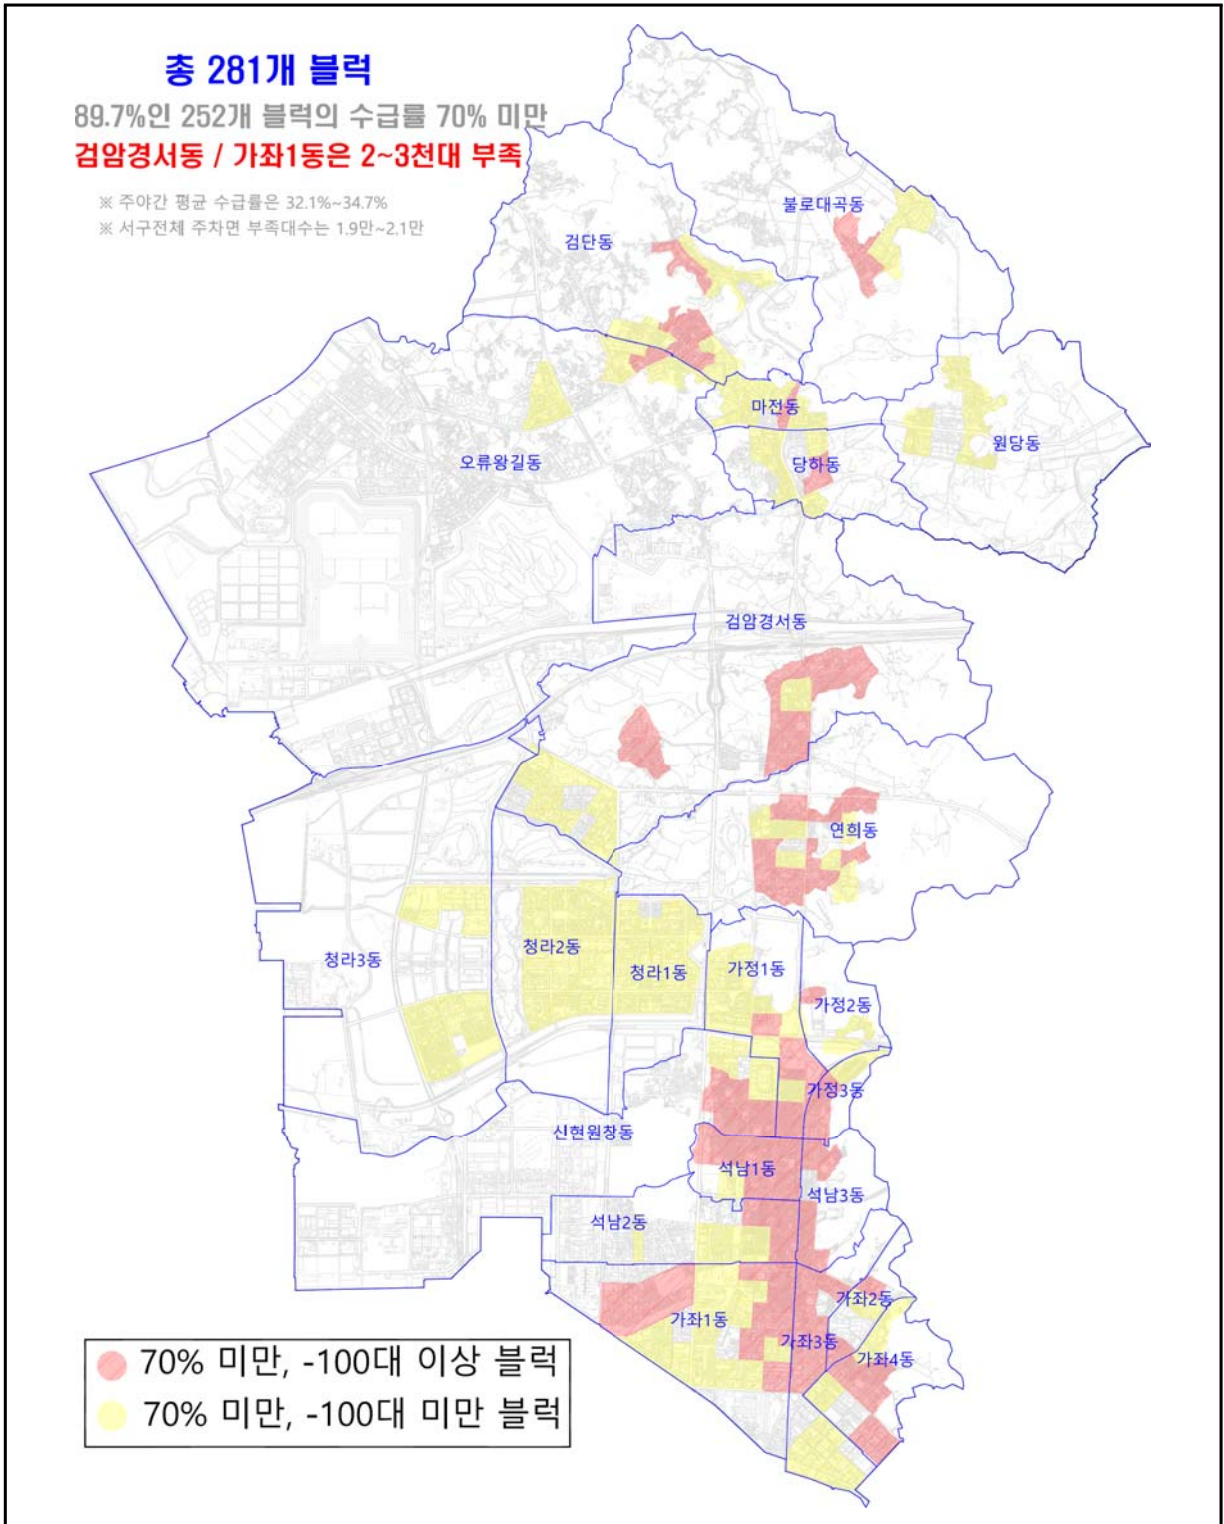 총 281개 블럭
89.7%인 252개 블럭의 수급률 70% 미만
검암경서동 / 가좌1동은 2~3천대 부족
※ 주야간 평균 수급률은 32.1%~34.7%
※ 서구전체 주차면 부족대수는 1.9만~2.1만
불로대곡동
검단동
마전동
원당동
오류왕길동
당하동
검암경서동
연희동
청라3동
청라2동
청라1동
가정1동
가정2동
가정3동
신현원창동
석남1동
석남3동
석남2동
가좌2동
가좌1동
가좌3동
가좌4동
70% 미만, -100대 이상 블럭
70% 미만, -100대 미만 블럭